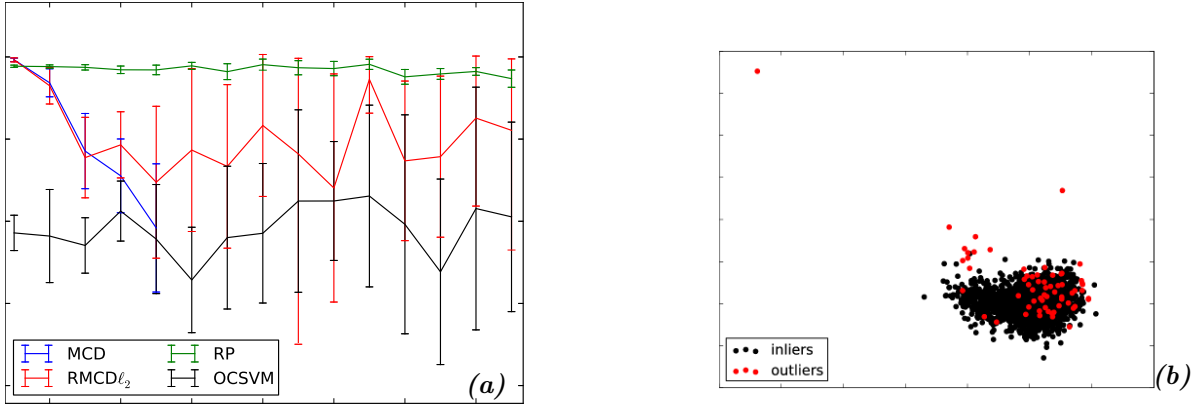 MCD
RP
RMCDℓ₂
OCSVM
(a)
inliers
outliers
(b)